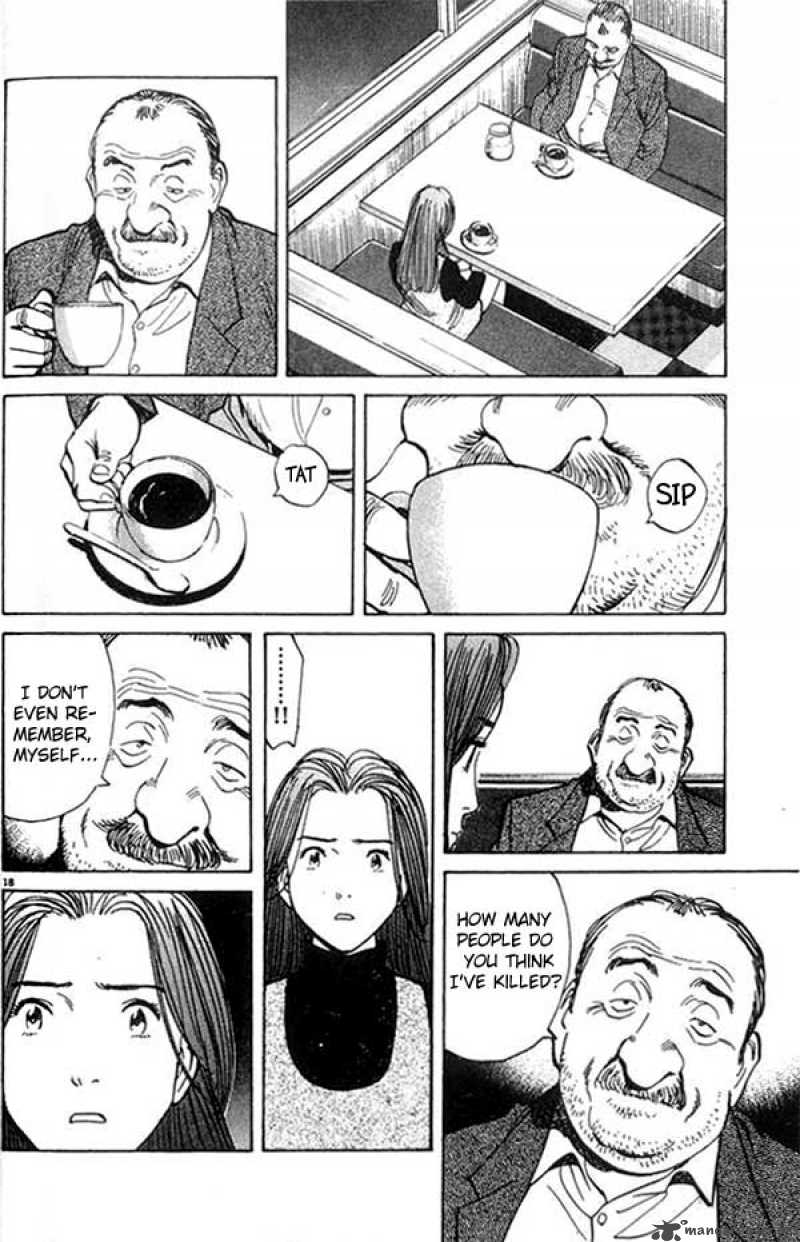 SIP
TAT
HOW MANY
PEOPLE DO
YOU THINK
I'VE KILLED?
.........!!
I DON'T
EVEN RE-
MEMBER,
MYSELF...
18